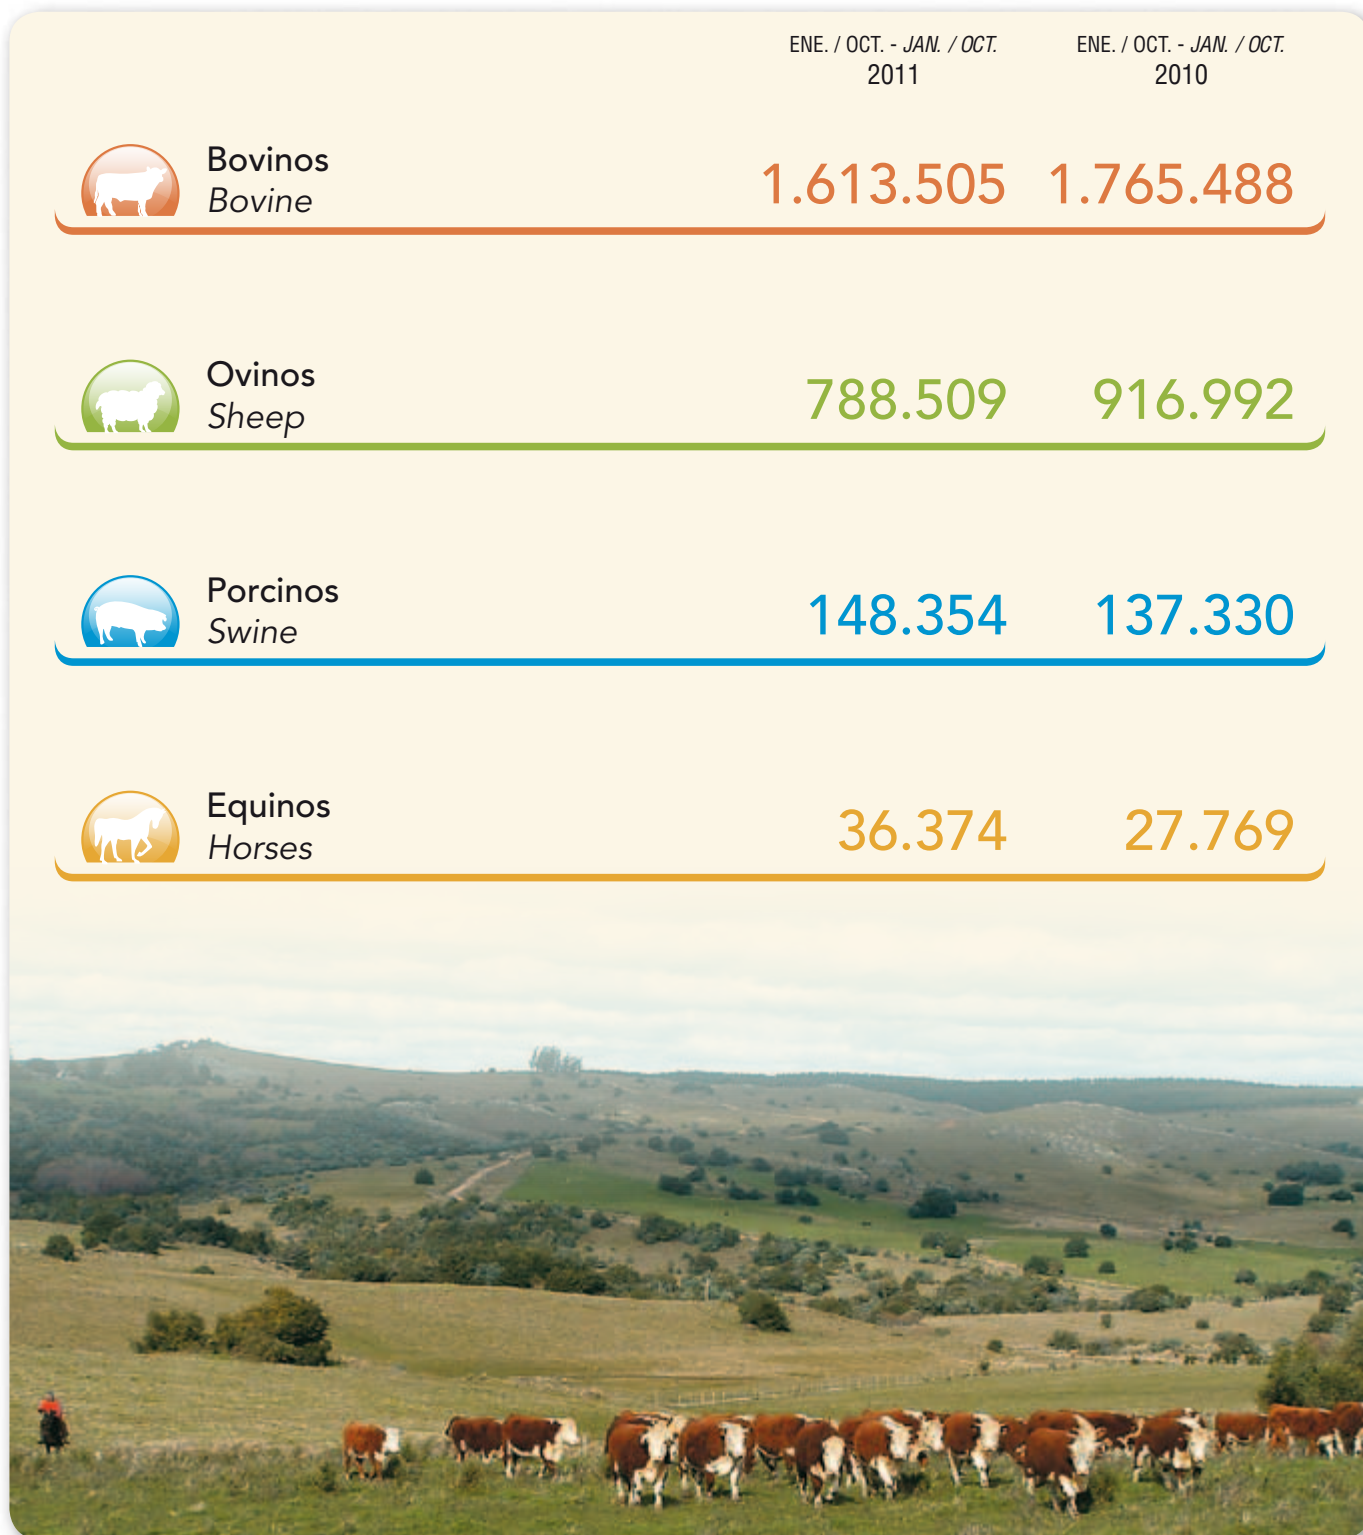 ENE. / OCT. - JAN. / OCT. ENE. / OCT. - JAN. / OCT.
2011 2010
Bovinos
Bovine
1.613.505 1.765.488
Ovinos
Sheep
788.509 916.992
Porcinos
Swine
148.354 137.330
Equinos
Horses
36.374 27.769